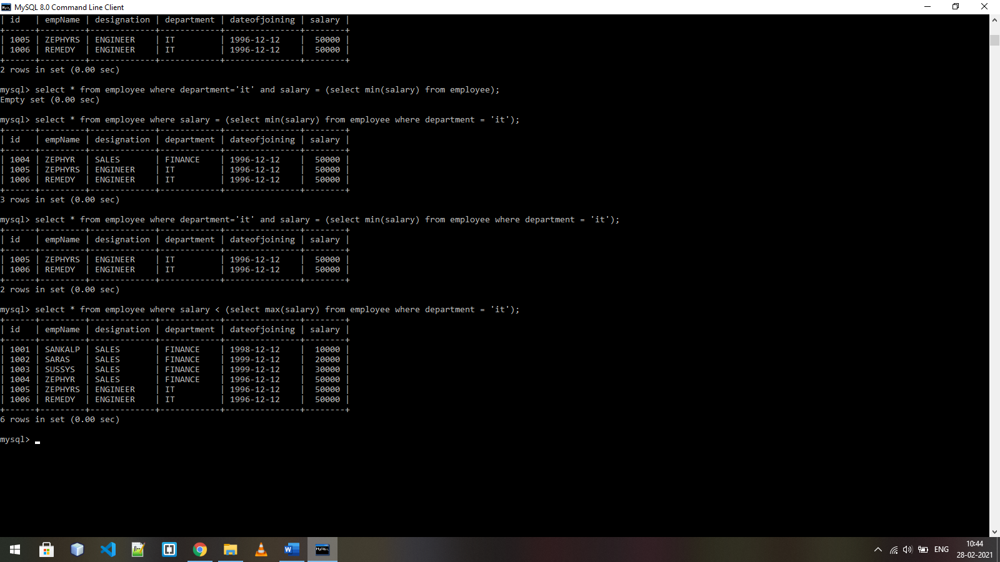 MySQL 8.0 Command Line Client
| id   | empName | designation | department | dateofjoining | salary |
+------+---------+-------------+------------+---------------+--------+
| 1005 | ZEPHYRS | ENGINEER    | IT         | 1996-12-12    |  50000 |
| 1006 | REMEDY  | ENGINEER    | IT         | 1996-12-12    |  50000 |
+------+---------+-------------+------------+---------------+--------+
2 rows in set (0.00 sec)
mysql> select * from employee where department='it' and salary = (select min(salary) from employee);
Empty set (0.00 sec)
mysql> select * from employee where salary = (select min(salary) from employee where department = 'it');
+------+---------+-------------+------------+---------------+--------+
| id   | empName | designation | department | dateofjoining | salary |
+------+---------+-------------+------------+---------------+--------+
| 1004 | ZEPHYR  | SALES       | FINANCE    | 1996-12-12    |  50000 |
| 1005 | ZEPHYRS | ENGINEER    | IT         | 1996-12-12    |  50000 |
| 1006 | REMEDY  | ENGINEER    | IT         | 1996-12-12    |  50000 |
+------+---------+-------------+------------+---------------+--------+
3 rows in set (0.00 sec)
mysql> select * from employee where department='it' and salary = (select min(salary) from employee where department = 'it');
+------+---------+-------------+------------+---------------+--------+
| id   | empName | designation | department | dateofjoining | salary |
+------+---------+-------------+------------+---------------+--------+
| 1005 | ZEPHYRS | ENGINEER    | IT         | 1996-12-12    |  50000 |
| 1006 | REMEDY  | ENGINEER    | IT         | 1996-12-12    |  50000 |
+------+---------+-------------+------------+---------------+--------+
2 rows in set (0.00 sec)
mysql> select * from employee where salary < (select max(salary) from employee where department = 'it');
+------+---------+-------------+------------+---------------+--------+
| id   | empName | designation | department | dateofjoining | salary |
+------+---------+-------------+------------+---------------+--------+
| 1001 | SANKALP | SALES       | FINANCE    | 1998-12-12    |  10000 |
| 1002 | SARAS   | SALES       | FINANCE    | 1999-12-12    |  20000 |
| 1003 | SUSSYS  | SALES       | FINANCE    | 1999-12-12    |  30000 |
| 1004 | ZEPHYR  | SALES       | FINANCE    | 1996-12-12    |  50000 |
| 1005 | ZEPHYRS | ENGINEER    | IT         | 1996-12-12    |  50000 |
| 1006 | REMEDY  | ENGINEER    | IT         | 1996-12-12    |  50000 |
+------+---------+-------------+------------+---------------+--------+
6 rows in set (0.00 sec)
mysql>
ENG
10:44
28-02-2021